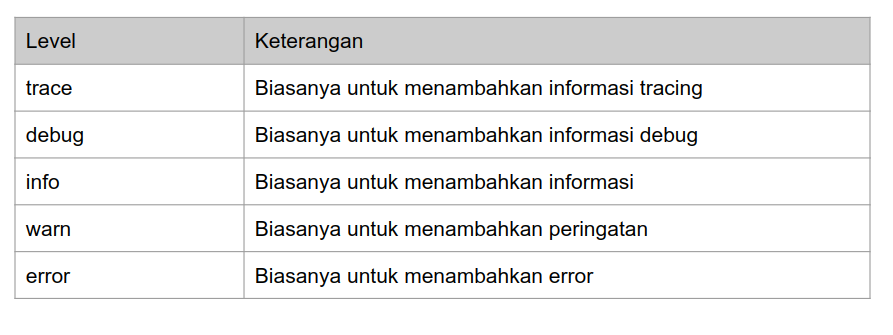 Level Keterangan
trace Biasanya untuk menambahkan informasi tracing
debug Biasanya untuk menambahkan informasi debug
info Biasanya untuk menambahkan informasi
warn Biasanya untuk menambahkan peringatan
error Biasanya untuk menambahkan error